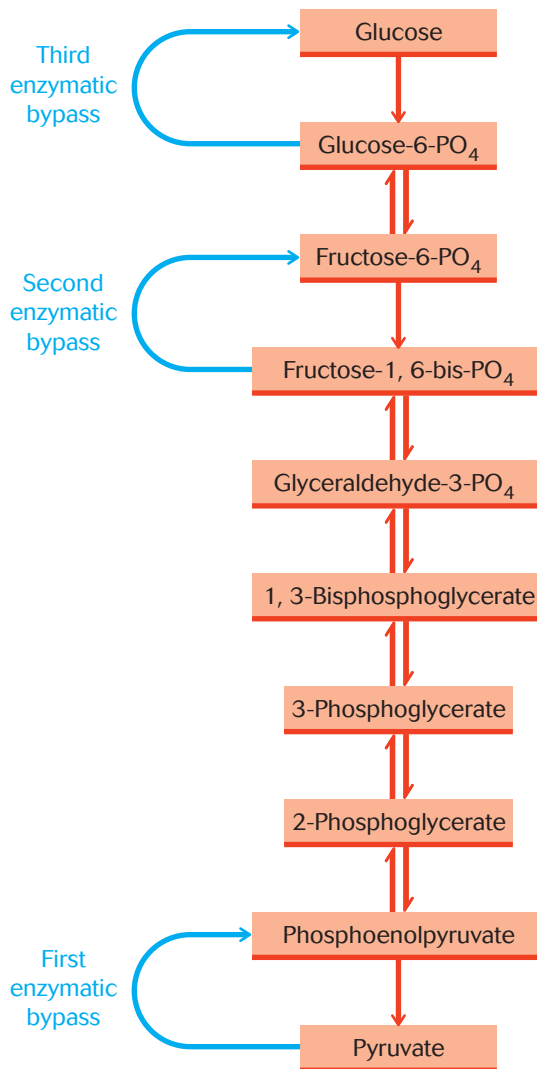 Glucose
Third
enzymatic
bypass
Glucose-6-PO4
Fructose-6-PO4
Second
enzymatic
bypass
Fructose-1, 6-bis-PO4
Glyceraldehyde-3-PO4
1, 3-Bisphosphoglycerate
3-Phosphoglycerate
2-Phosphoglycerate
Phosphoenolpyruvate
First
enzymatic
bypass
Pyruvate